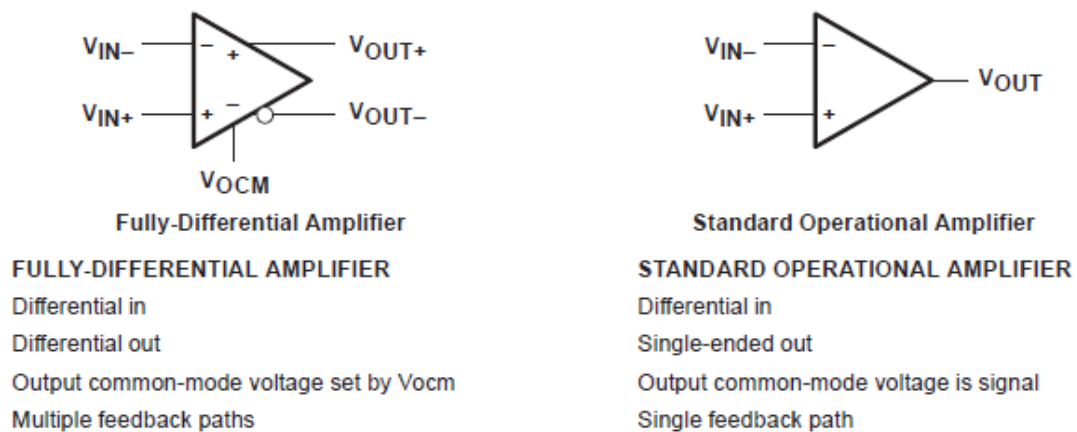 VIN–
VIN+
– +
+ –
VOUT+
VOUT–
VOCM
Fully-Differential Amplifier
FULLY-DIFFERENTIAL AMPLIFIER
Differential in
Differential out
Output common-mode voltage set by Vocm
Multiple feedback paths
VIN–
VIN+
–
+
VOUT
Standard Operational Amplifier
STANDARD OPERATIONAL AMPLIFIER
Differential in
Single-ended out
Output common-mode voltage is signal
Single feedback path